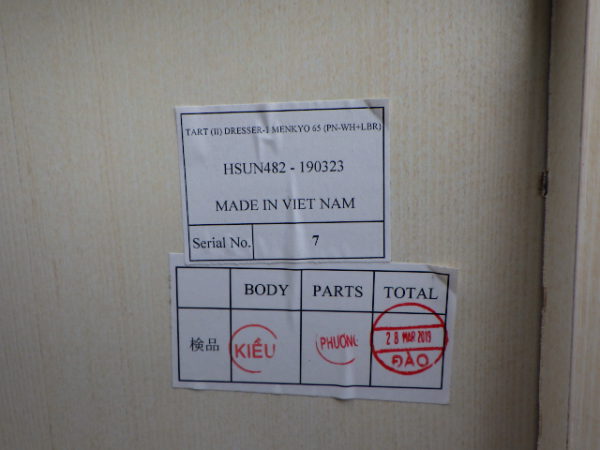 TART (II) DRESSER-1 MENKYO 65 (PN-WH+LBR)
HSUN482 - 190323
MADE IN VIET NAM
Serial No. 7
BODY PARTS TOTAL
検品 KIỀU PHƯƠNG 28 MAR 2019
ĐÀO